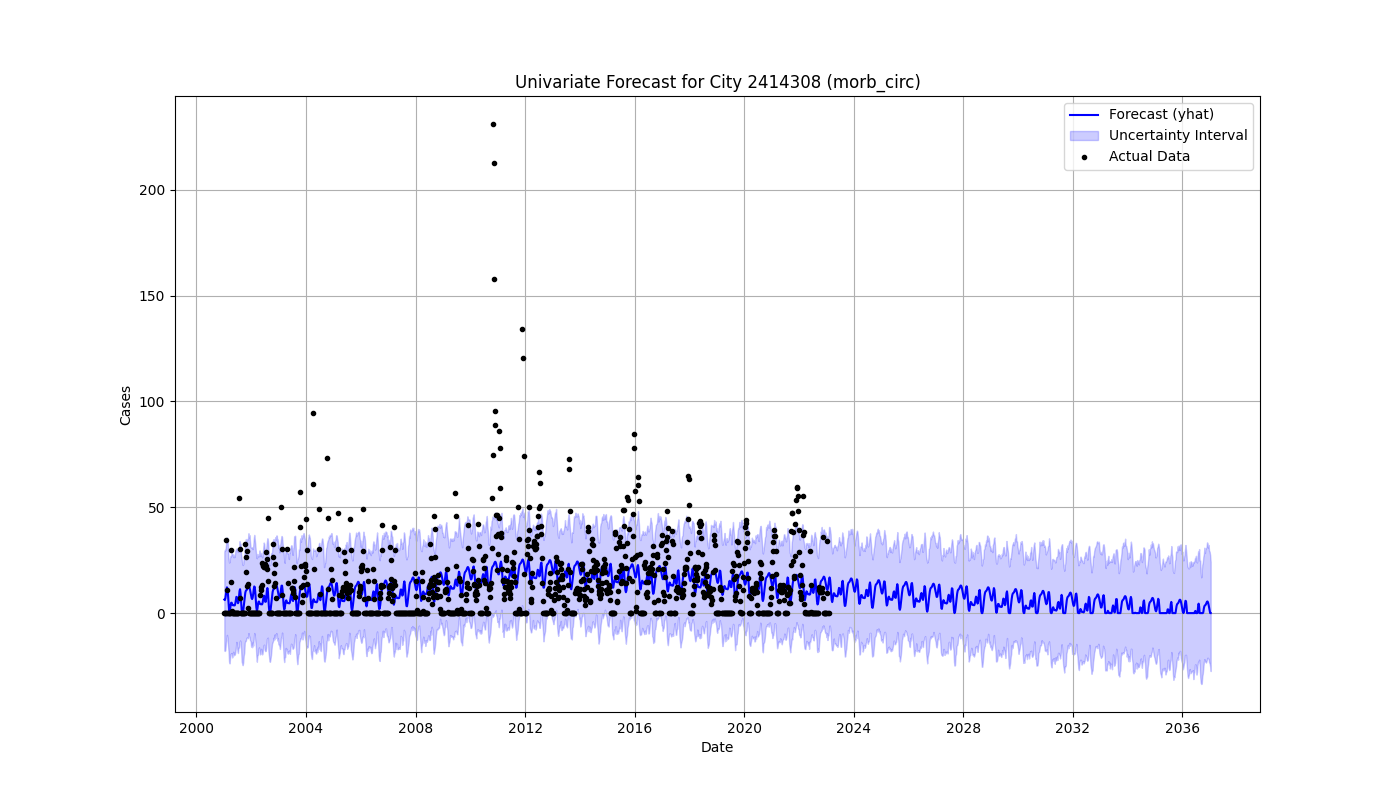 Univariate Forecast for City 2414308 (morb_circ)
Forecast (yhat)
Uncertainty Interval
Actual Data
Cases
200
150
100
50
0
2000 2004 2008 2012 2016 2020 2024 2028 2032 2036
Date